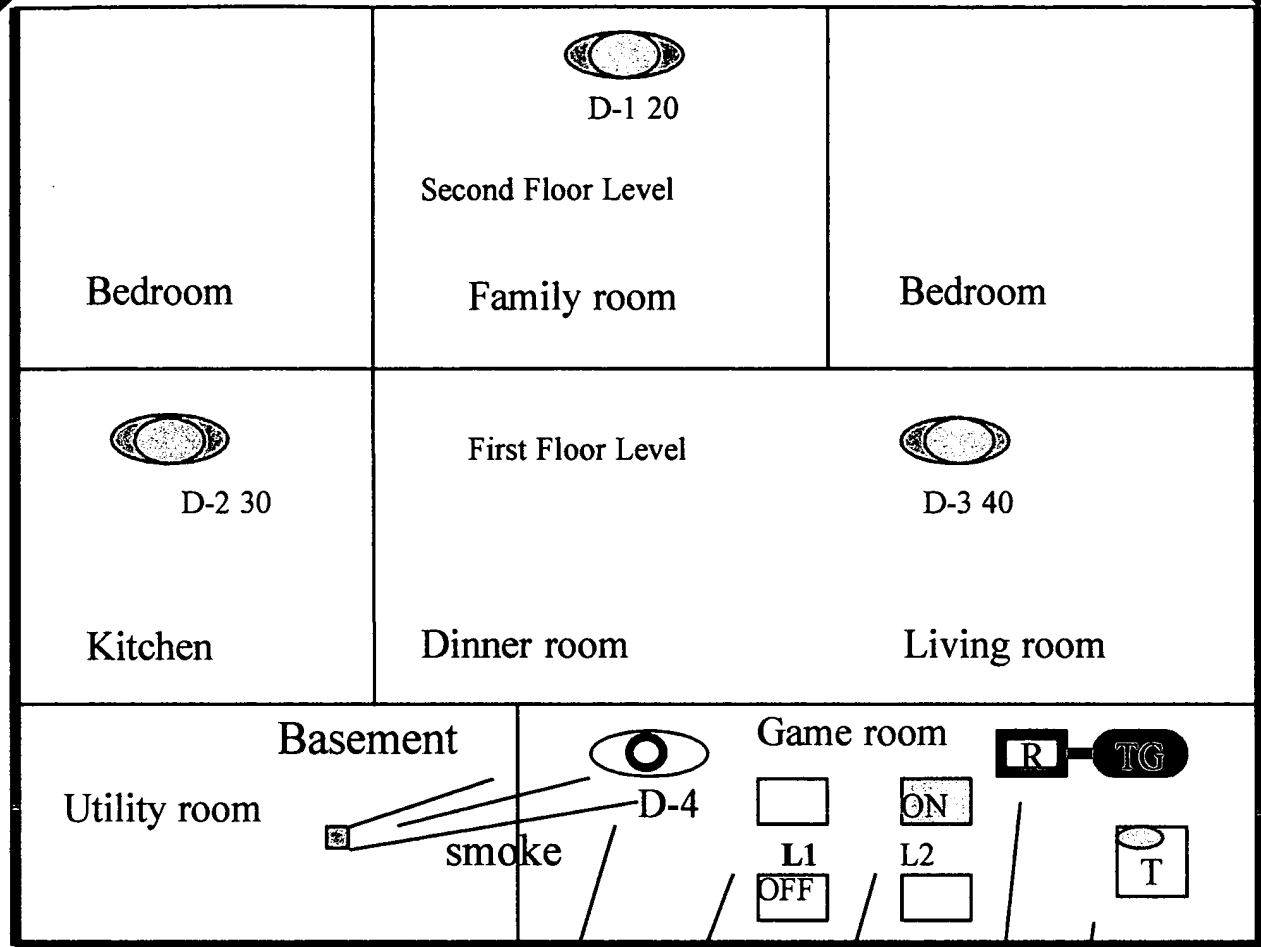 D-1 20
Second Floor Level
Bedroom
Family room
Bedroom
First Floor Level
D-2 30
D-3 40
Kitchen
Dinner room
Living room
Basement
Game room
R
TG
Utility room
D-4
ON
smoke
L1
L2
T
OFF